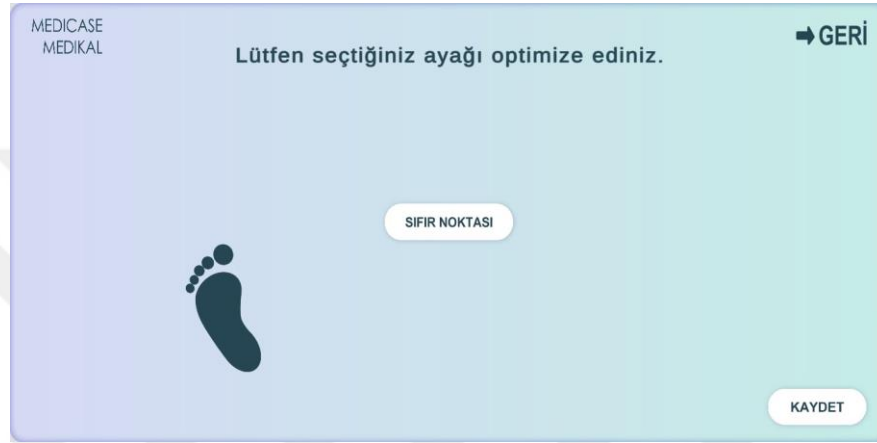 MEDICASE
MEDIKAL
GERİ
Lütfen seçtiğiniz ayağı optimize ediniz.
SIFIR NOKTASI
KAYDET